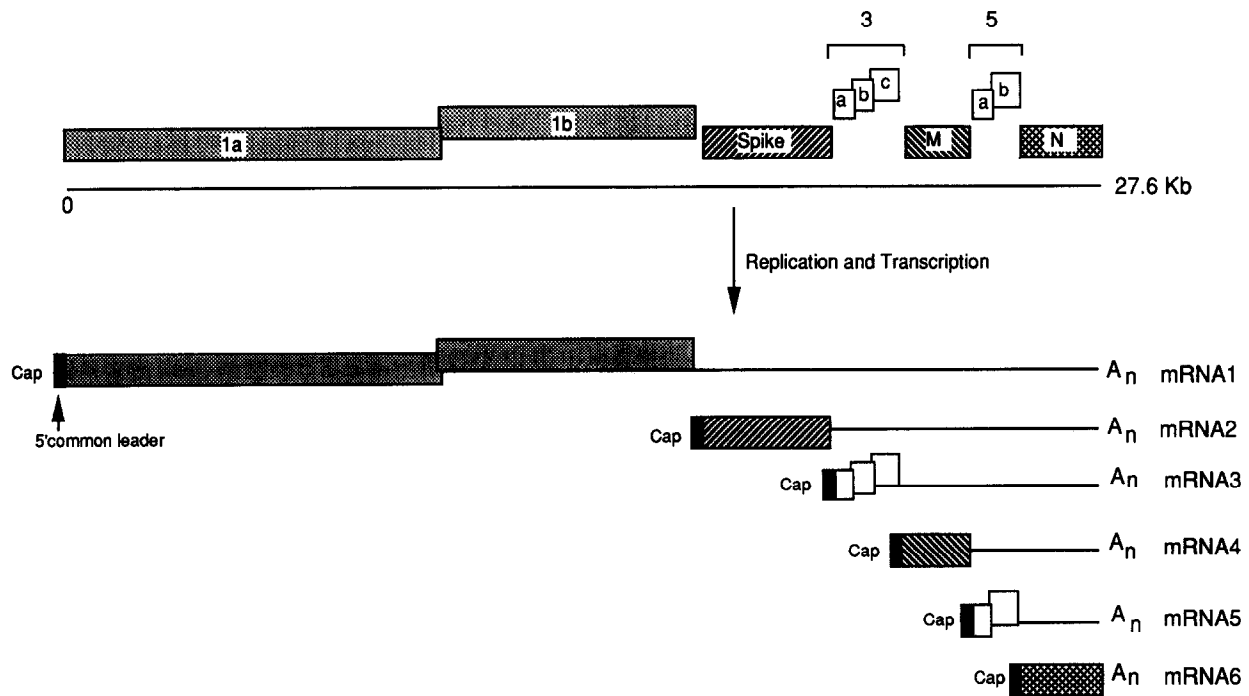 3 5
a b c a b
1a 1b Spike M N
0 27.6 Kb
Replication and Transcription
Cap An mRNA1
5'common leader
Cap An mRNA2
Cap An mRNA3
Cap An mRNA4
Cap An mRNA5
Cap An mRNA6